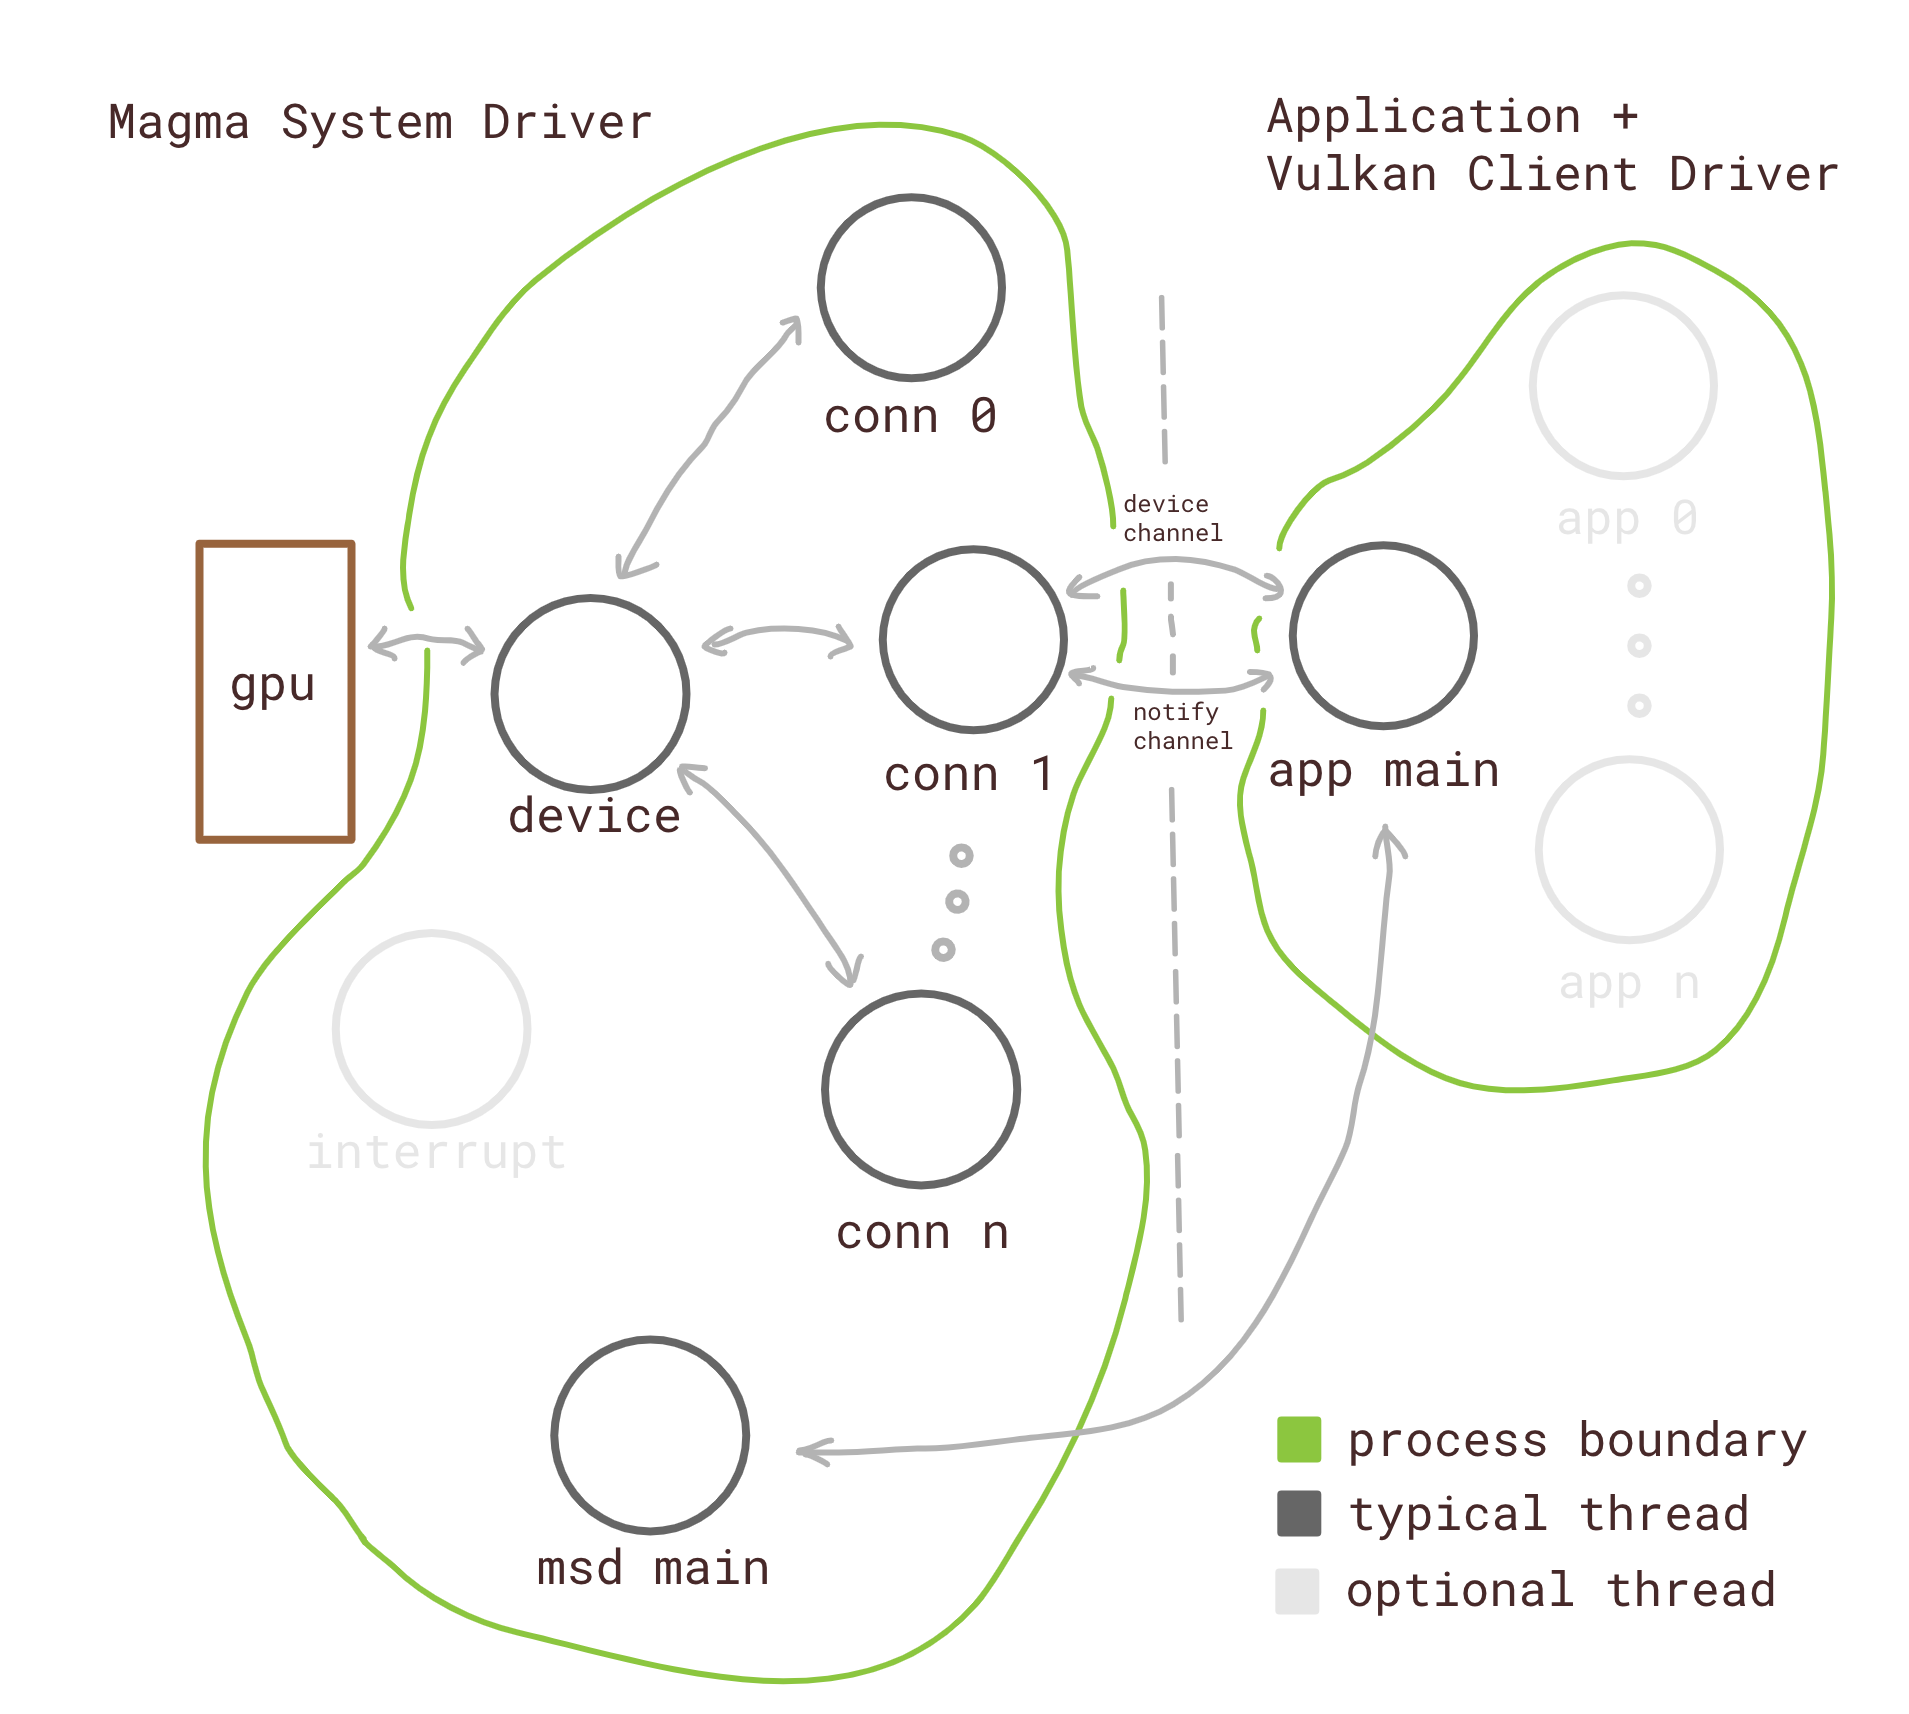 Magma System Driver
Application +
Vulkan Client Driver
conn 0
device
channel
app 0
gpu
notify
channel
conn 1
app main
device
app n
interrupt
conn n
process boundary
typical thread
msd main
optional thread